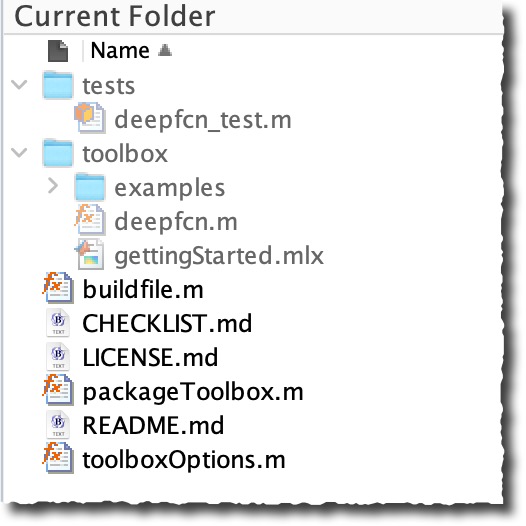 Current Folder
Name
tests
deepfcn_test.m
toolbox
examples
deepfcn.m
gettingStarted.mlx
buildfile.m
CHECKLIST.md
LICENSE.md
packageToolbox.m
README.md
toolboxOptions.m